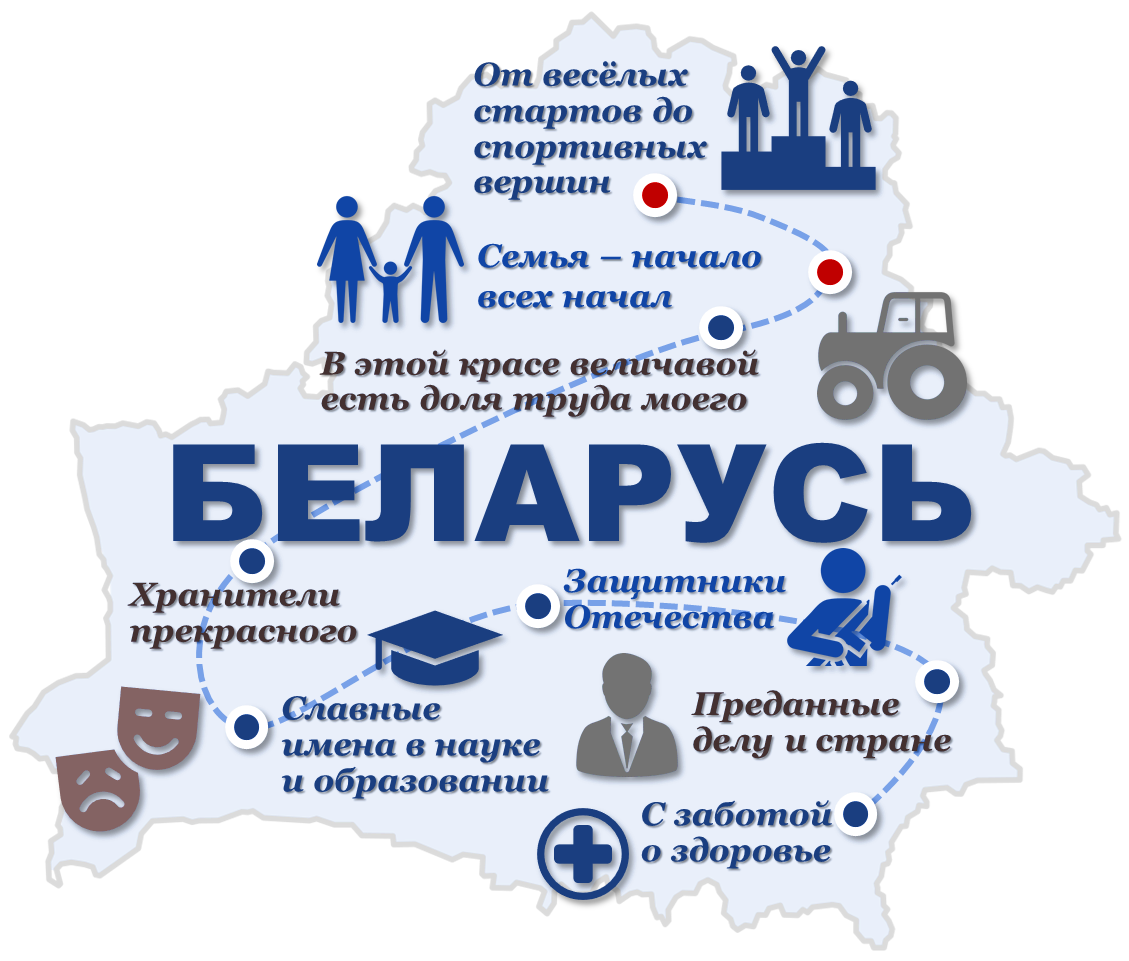 От весёлых
стартов до
спортивных
вершин
Семья – начало
всех начал
В этой красе величавой
есть доля труда моего
БЕЛАРУСЬ
Хранители
прекрасного
Защитники
Отечества
Славные
имена в науке
и образовании
Преданные
делу и стране
С заботой
о здоровье